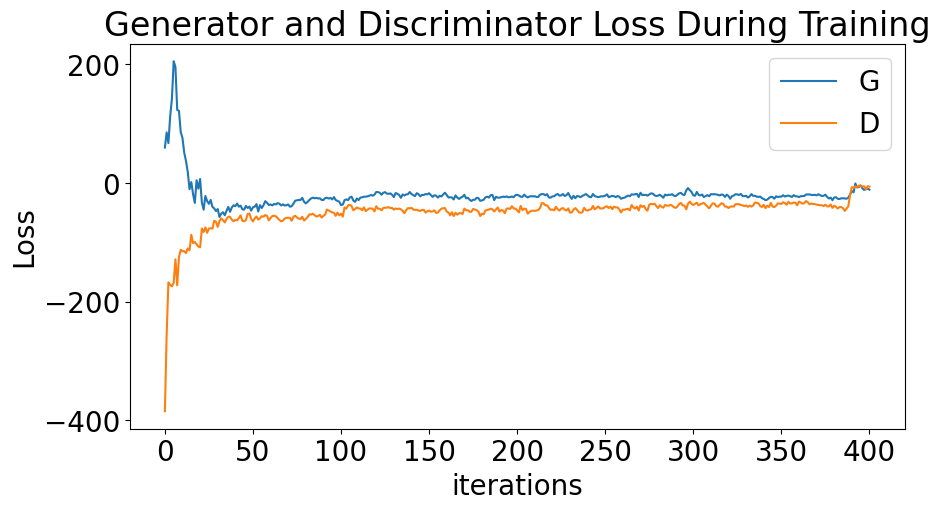 Generator and Discriminator Loss During Training
G
D
200
0
−200
−400
Loss
0 50 100 150 200 250 300 350 400
iterations